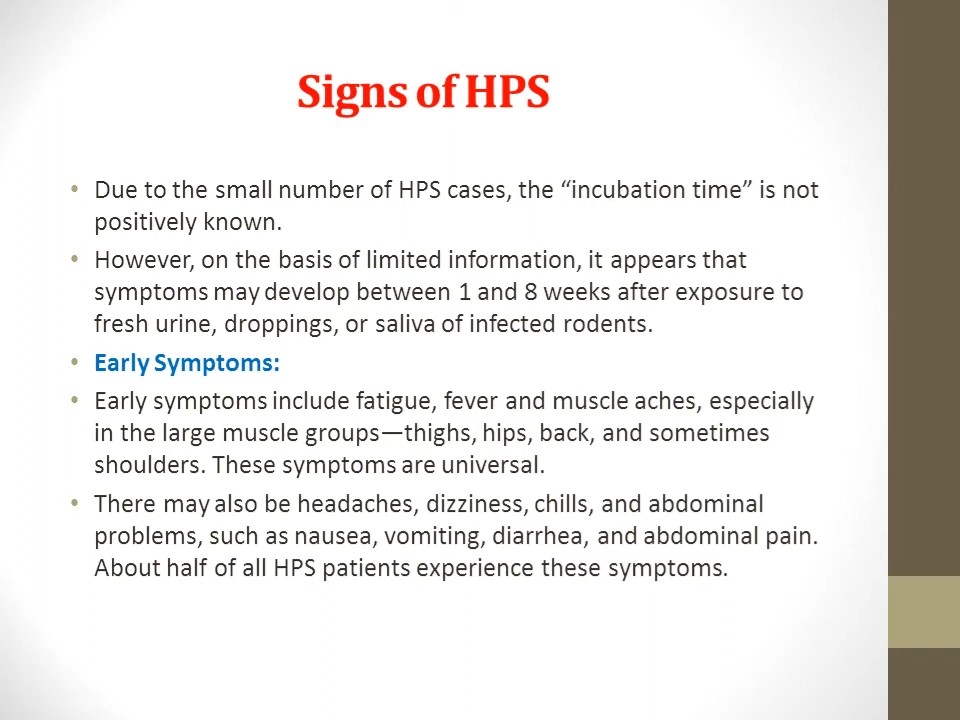 Signs of HPS
• Due to the small number of HPS cases, the “incubation time” is not
positively known.
• However, on the basis of limited information, it appears that
symptoms may develop between 1 and 8 weeks after exposure to
fresh urine, droppings, or saliva of infected rodents.
• Early Symptoms:
• Early symptoms include fatigue, fever and muscle aches, especially
in the large muscle groups—thighs, hips, back, and sometimes
shoulders. These symptoms are universal.
• There may also be headaches, dizziness, chills, and abdominal
problems, such as nausea, vomiting, diarrhea, and abdominal pain.
About half of all HPS patients experience these symptoms.